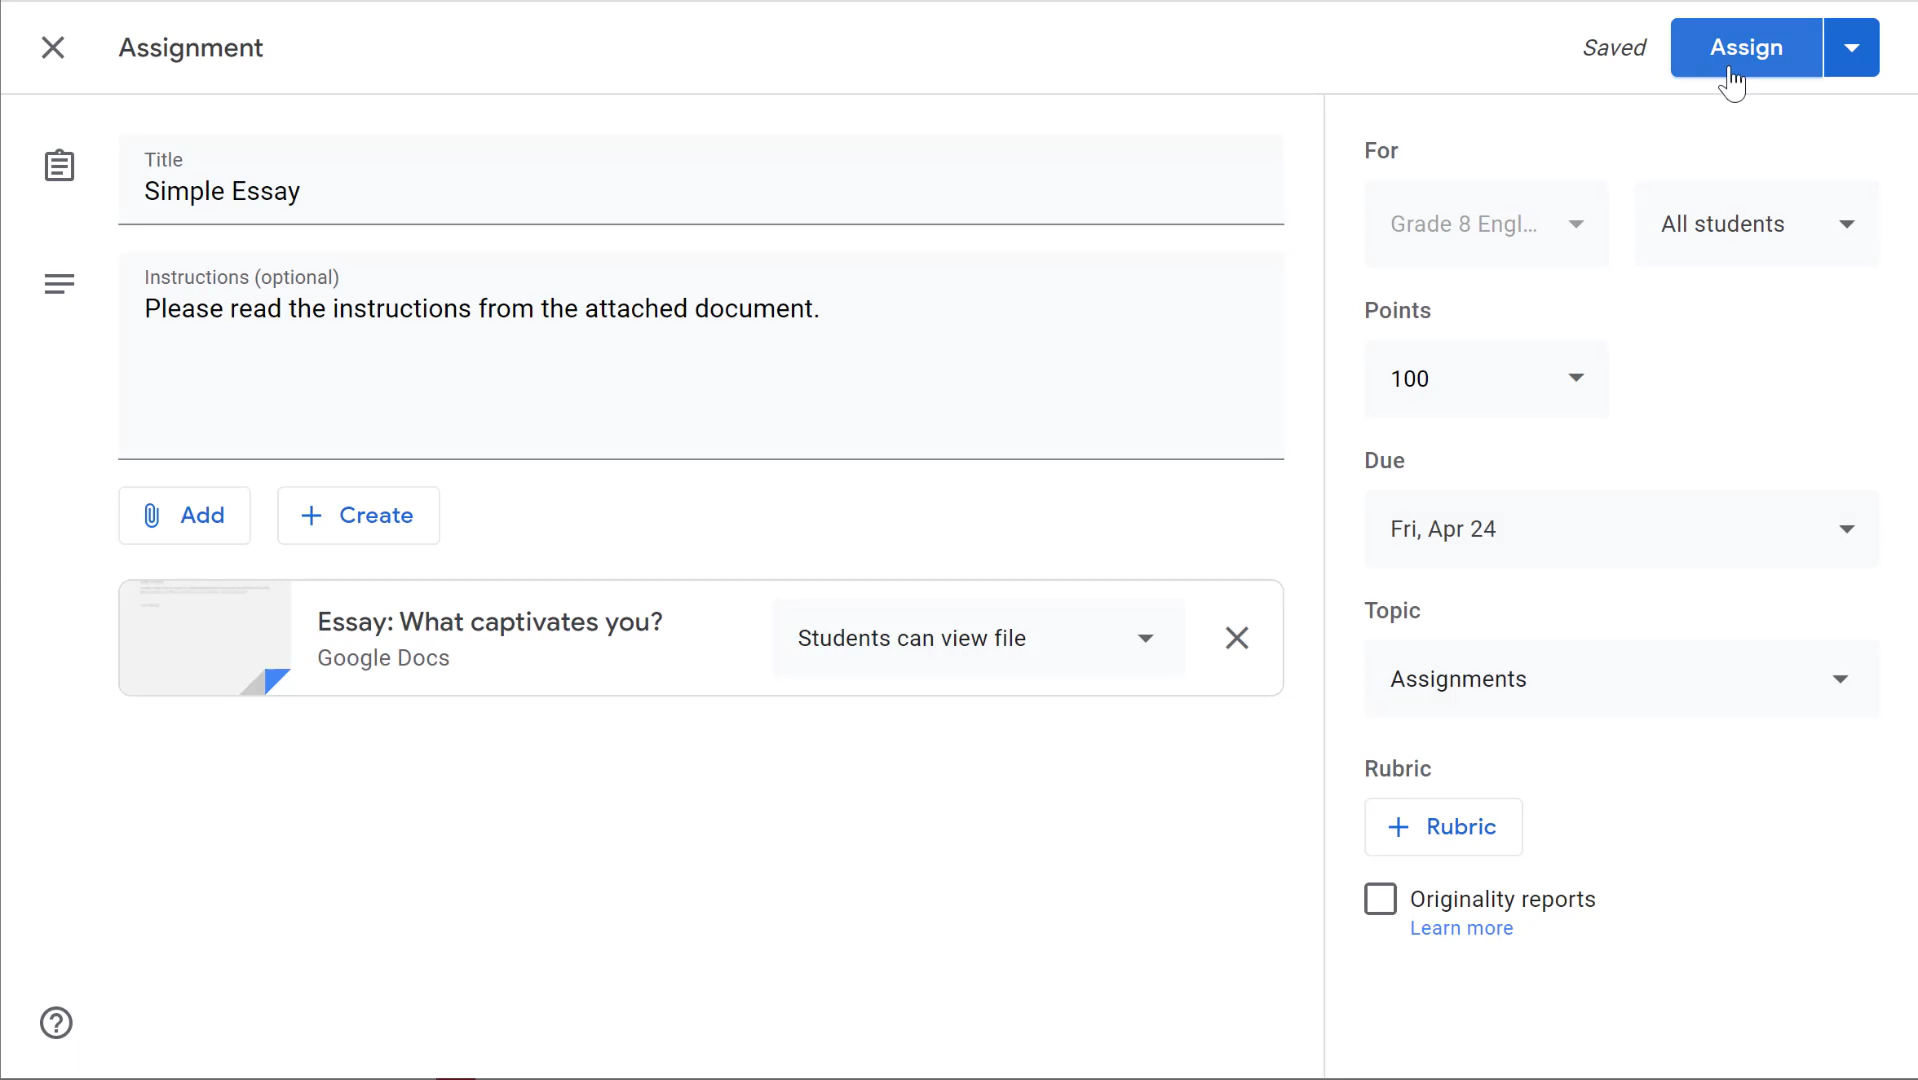 Assignment
Saved
Assign
Title
Simple Essay
Instructions (optional)
Please read the instructions from the attached document.
Add
Create
Essay: What captivates you?
Google Docs
Students can view file
For
Grade 8 Engl...
All students
Points
100
Due
Fri, Apr 24
Topic
Assignments
Rubric
Rubric
Originality reports
Learn more